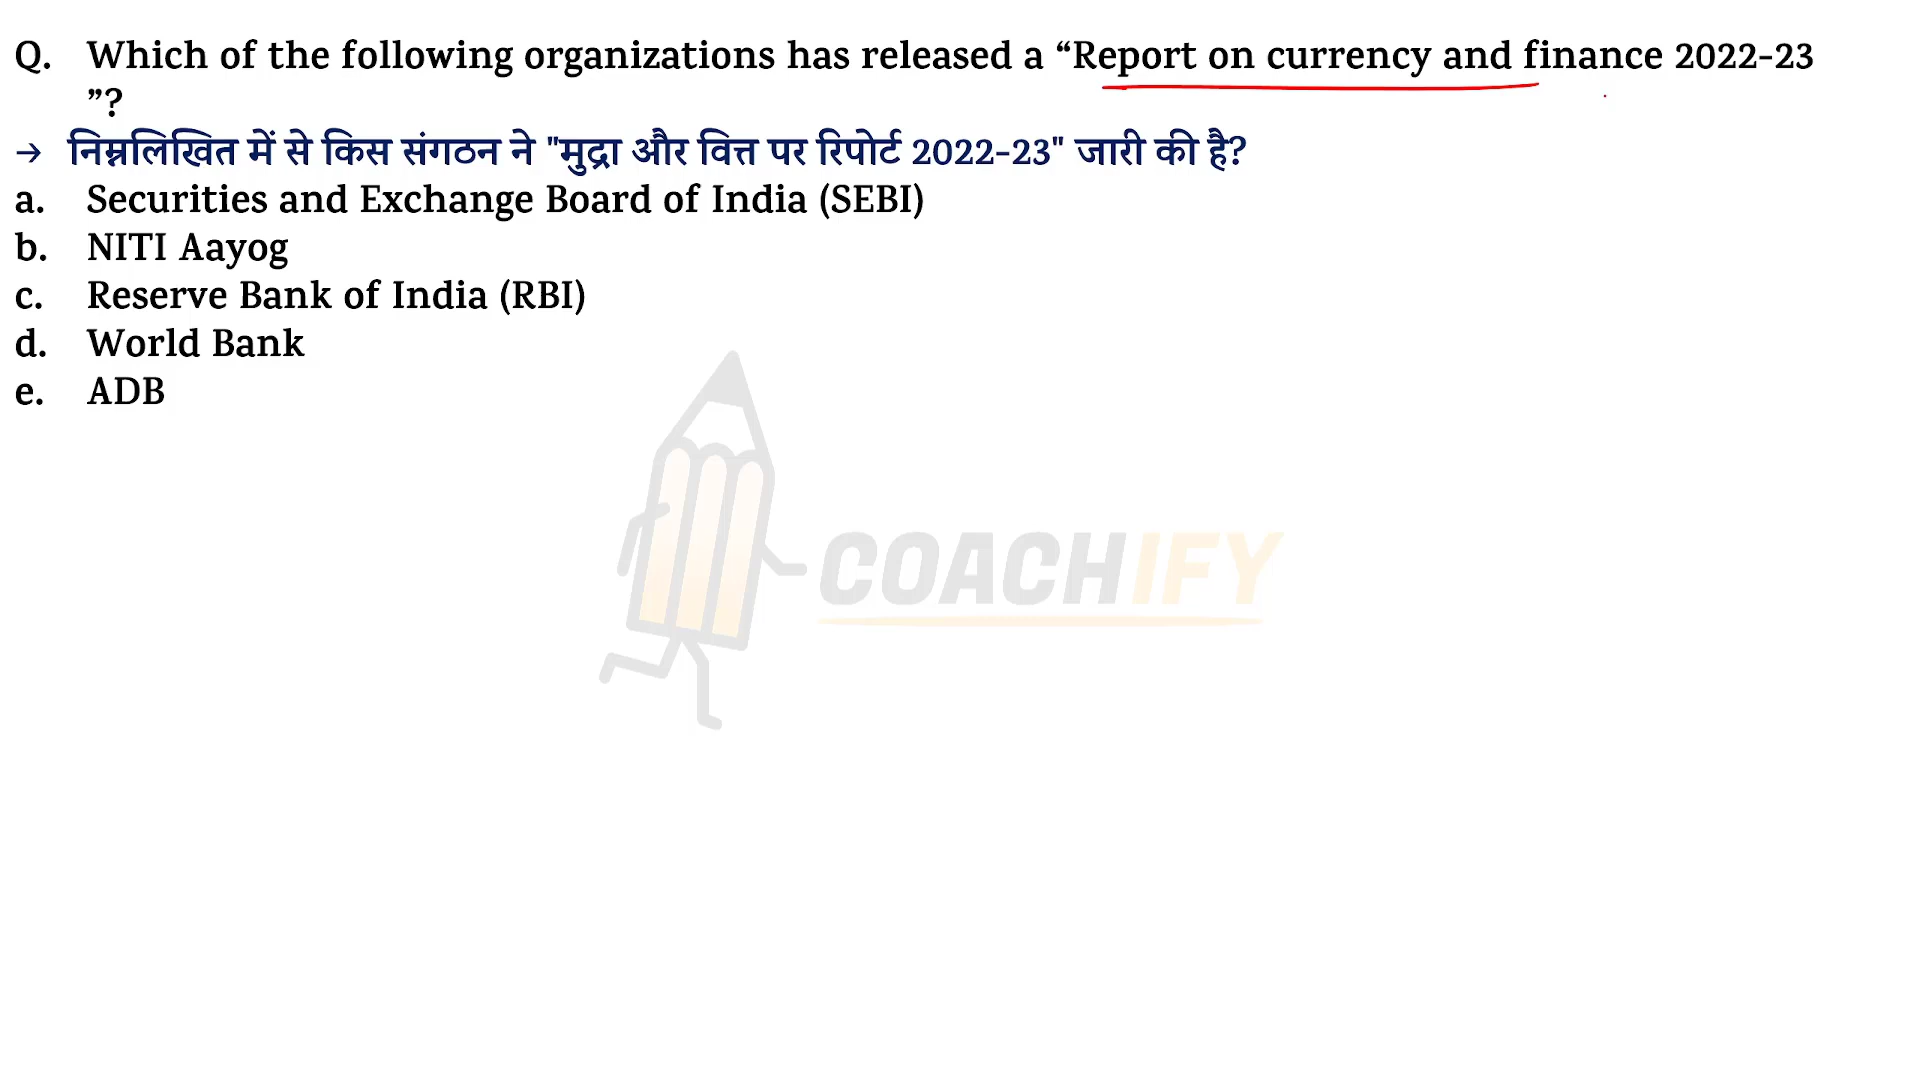 Q. Which of the following organizations has released a “Report on currency and finance 2022-23
”?
→ निम्नलिखित में से किस संगठन ने "मुद्रा और वित्त पर रिपोर्ट 2022-23" जारी की है?
a. Securities and Exchange Board of India (SEBI)
b. NITI Aayog
c. Reserve Bank of India (RBI)
d. World Bank
e. ADB
COACHIFY